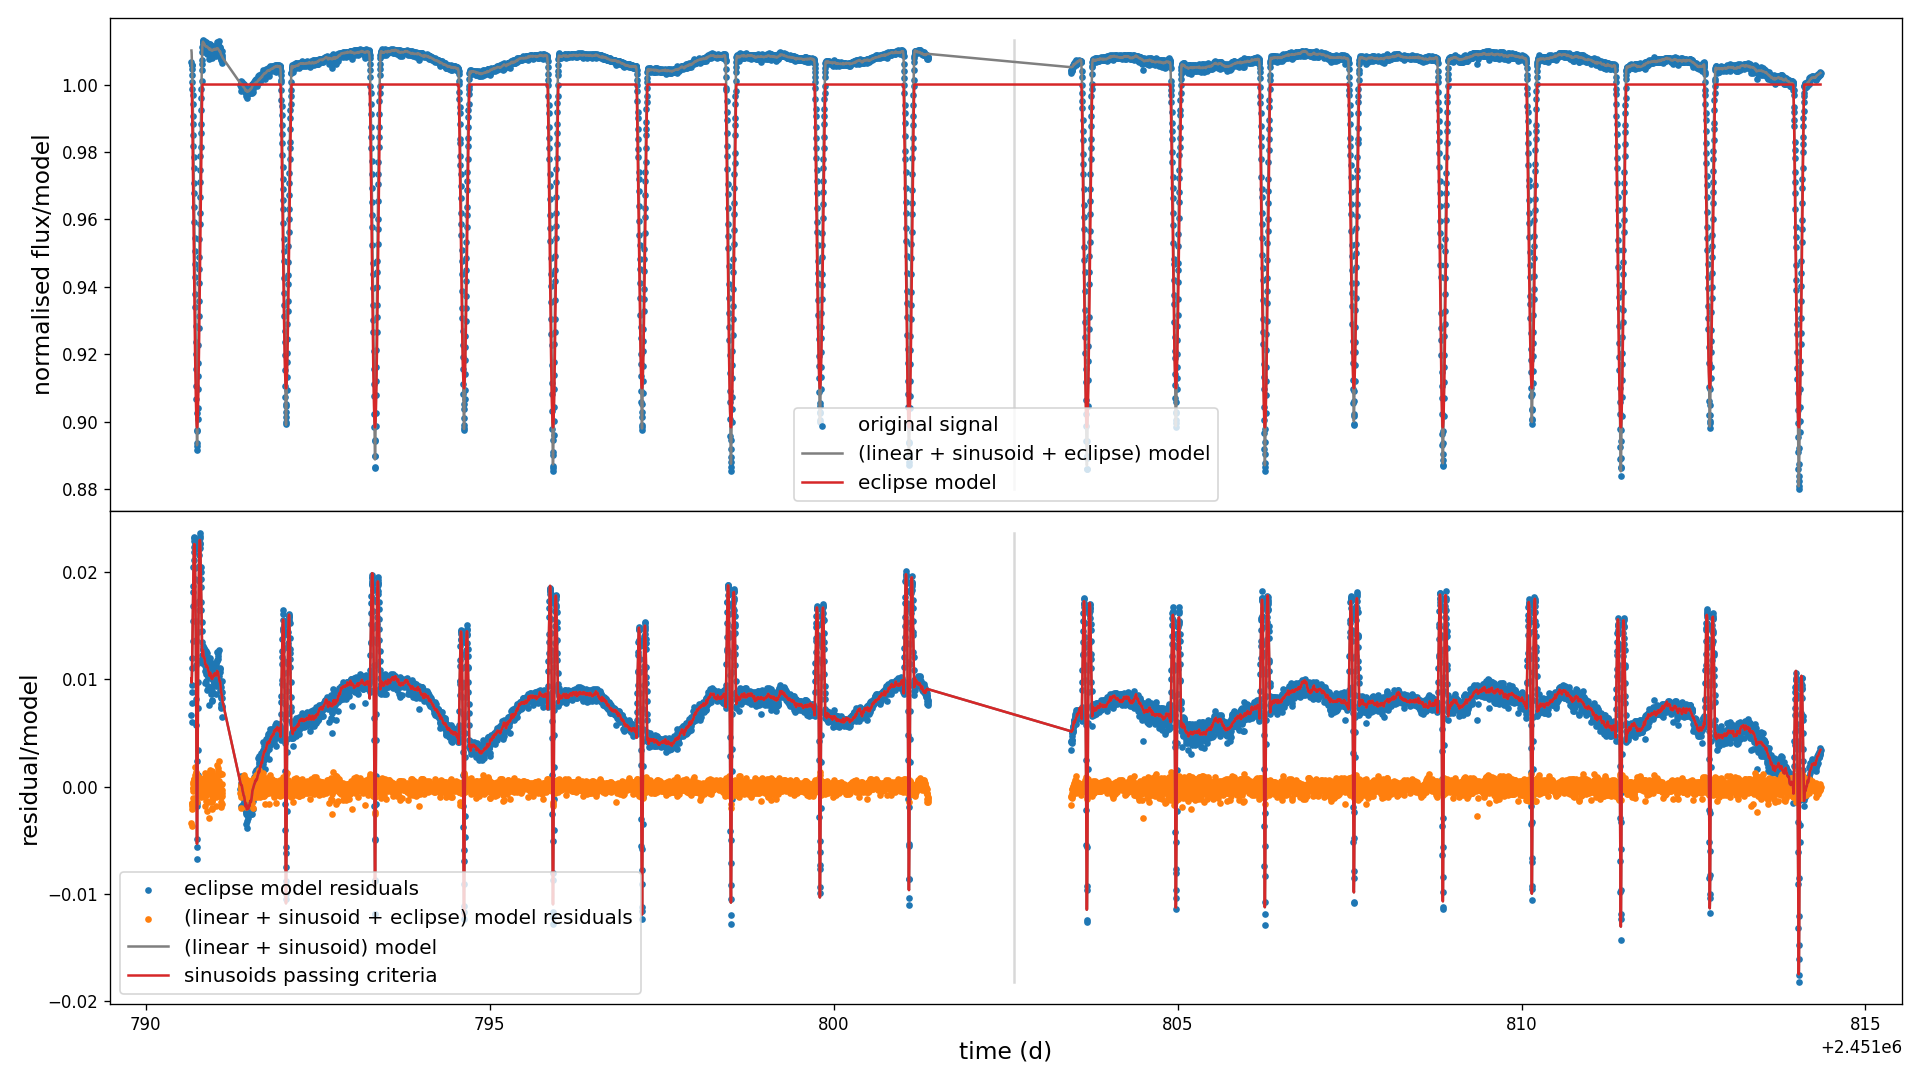 normalised flux/model
1.00
0.98
0.96
0.94
0.92
0.90
0.88
original signal
(linear + sinusoid + eclipse) model
eclipse model
residual/model
0.02
0.01
0.00
−0.01
−0.02
eclipse model residuals
(linear + sinusoid + eclipse) model residuals
(linear + sinusoid) model
sinusoids passing criteria
790
795
800
805
810
815
time (d)
+2.451e6